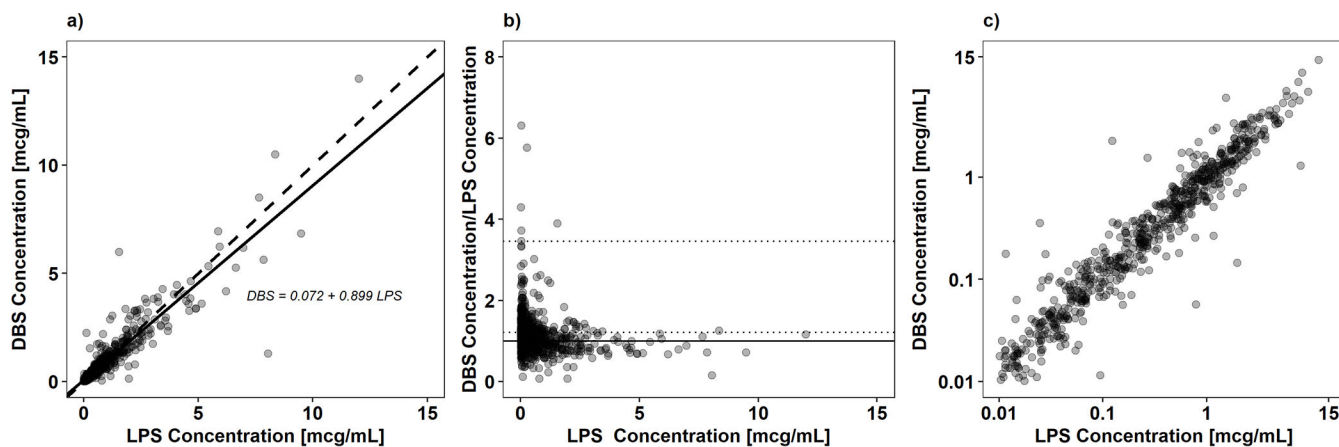 a)
DBS Concentration [mcg/mL]
15
10
5
0
DBS = 0.072 + 0.899 LPS
0 5 10 15
LPS Concentration [mcg/mL]
b)
DBS Concentration/LPS Concentration
8
6
4
2
0
0 5 10 15
LPS Concentration [mcg/mL]
c)
DBS Concentration [mcg/mL]
15
1
0.1
0.01
0.01 0.1 1 15
LPS Concentration [mcg/mL]